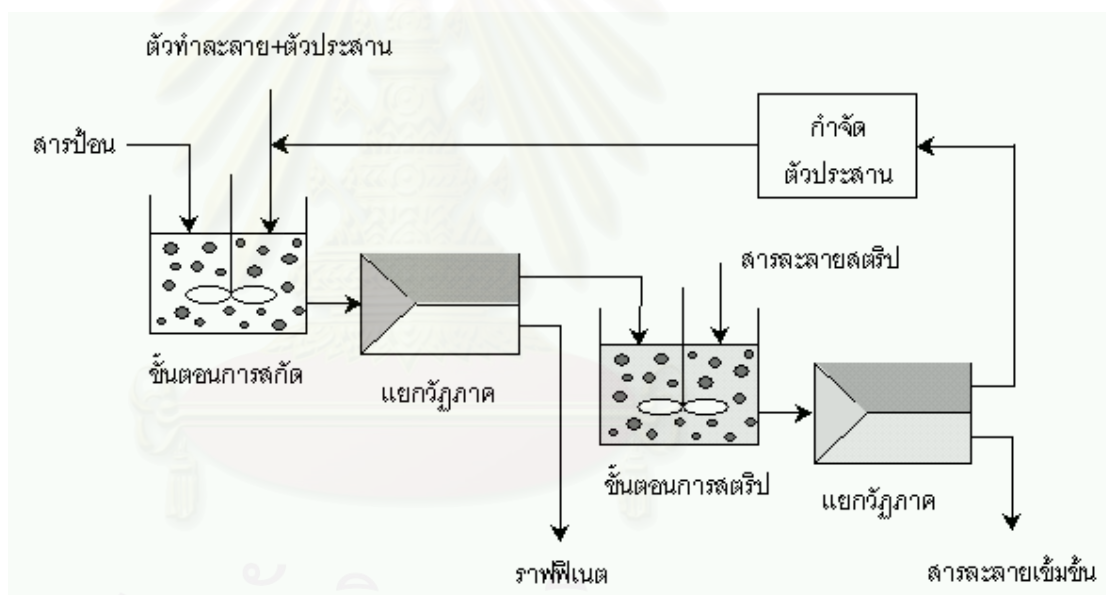 ตัวทำละลาย+ตัวประสาน
สารป้อน
กำจัด
ตัวประสาน
สารละลายสตริป
ขั้นตอนการสกัด
แยกวัฏภาค
ขั้นตอนการสตริป
แยกวัฏภาค
ราฟฟิเนต
สารละลายเข้มข้น